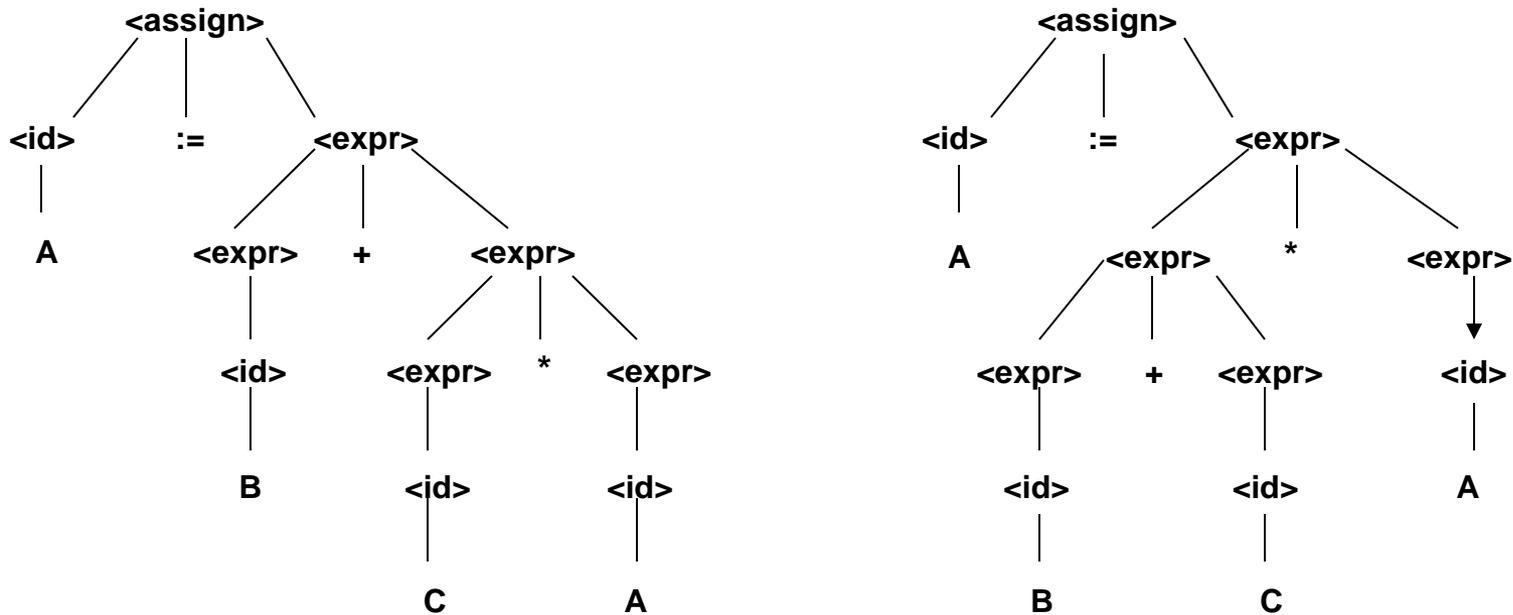 <assign> <assign>
<id> := <expr> <id> := <expr>
A <expr> + <expr> A <expr> * <expr>
<id> <expr> * <expr> <expr> + <expr> <id>
B <id> <id> <id> <id> A
C A B C